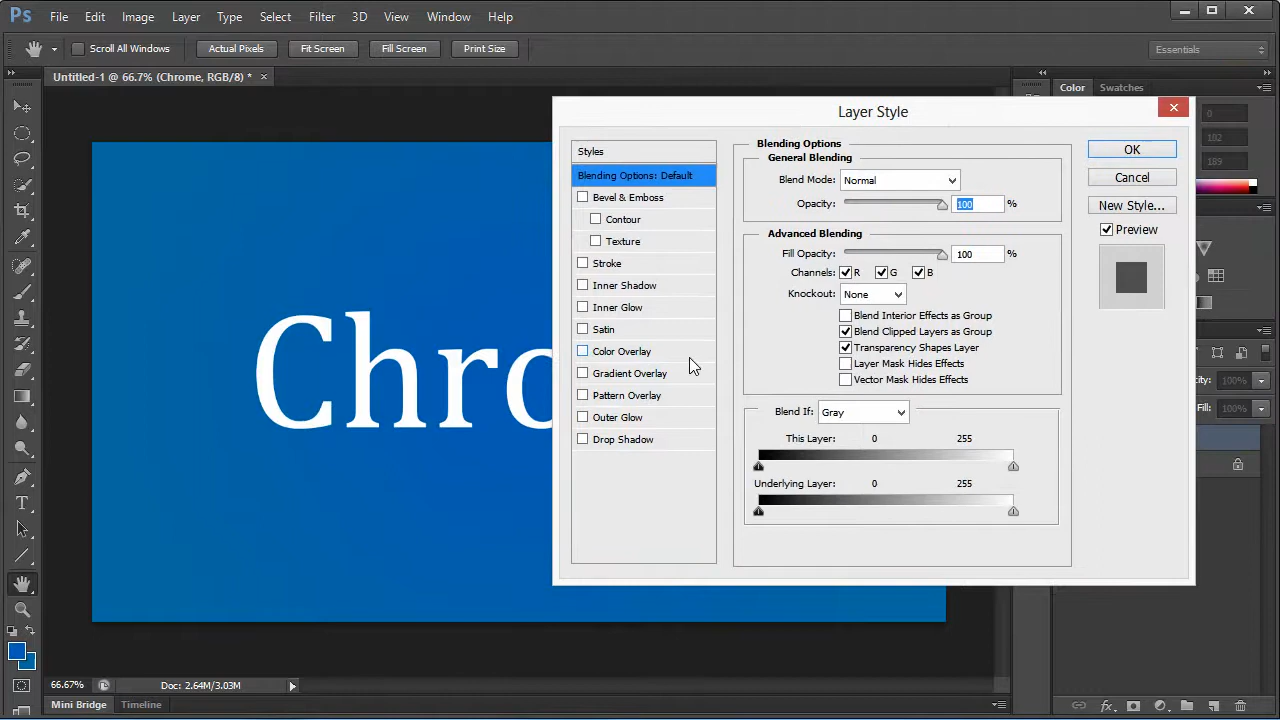 Ps File Edit Image Layer Type Select Filter 3D View Window Help
Scroll All Windows Actual Pixels Fit Screen Fill Screen Print Size Essentials
Untitled-1 @ 66.7% (Chrome, RGB/8) *
Color Swatches
0
182
189
Chro
Layer Style
Styles
Blending Options: Default
Bevel & Emboss
Contour
Texture
Stroke
Inner Shadow
Inner Glow
Satin
Color Overlay
Gradient Overlay
Pattern Overlay
Outer Glow
Drop Shadow
Blending Options
General Blending
Blend Mode: Normal
Opacity: 100 %
Advanced Blending
Fill Opacity: 100 %
Channels: R G B
Knockout: None
Blend Interior Effects as Group
Blend Clipped Layers as Group
Transparency Shapes Layer
Layer Mask Hides Effects
Vector Mask Hides Effects
Blend If: Gray
This Layer: 0 255
Underlying Layer: 0 255
OK
Cancel
New Style...
Preview
100%
Fill: 100%
66.67% Doc: 2.64M/3.03M
Mini Bridge Timeline